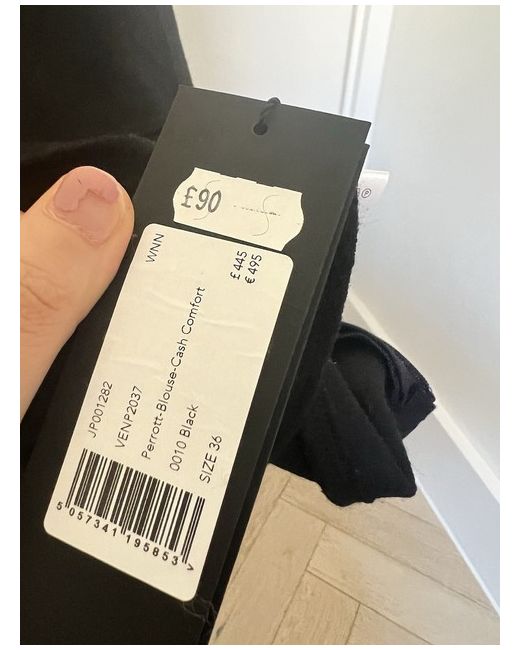 £90
WNN
£445
€495
JP001282
VENP2037
Perrott-Blouse-Cash Comfort
0010 Black
SIZE 36
5 057341 195853 >
Ⓟ